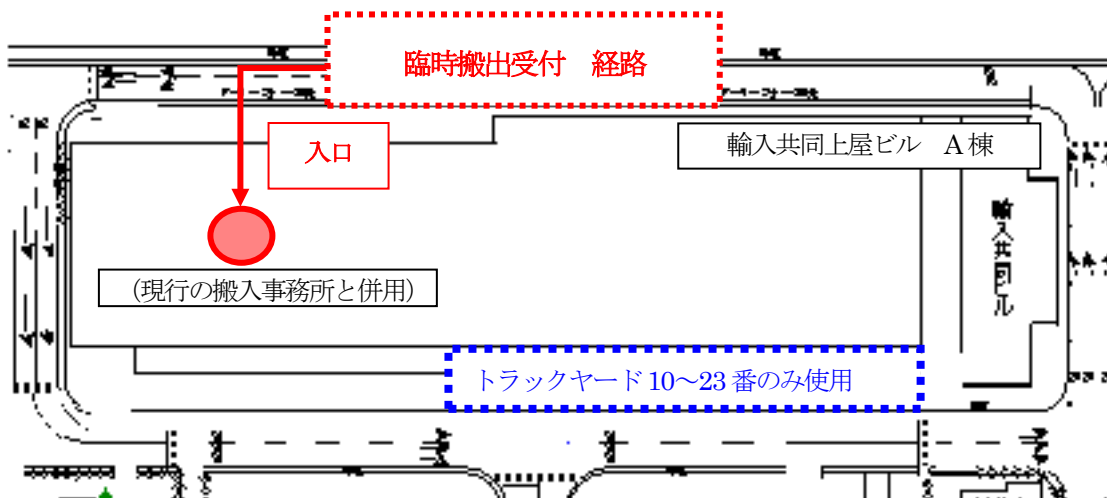 臨時搬出受付　経路
入口
輸入共同上屋ビル　A棟
輸入共同ビル
（現行の搬入事務所と併用）
トラックヤード10～23番のみ使用